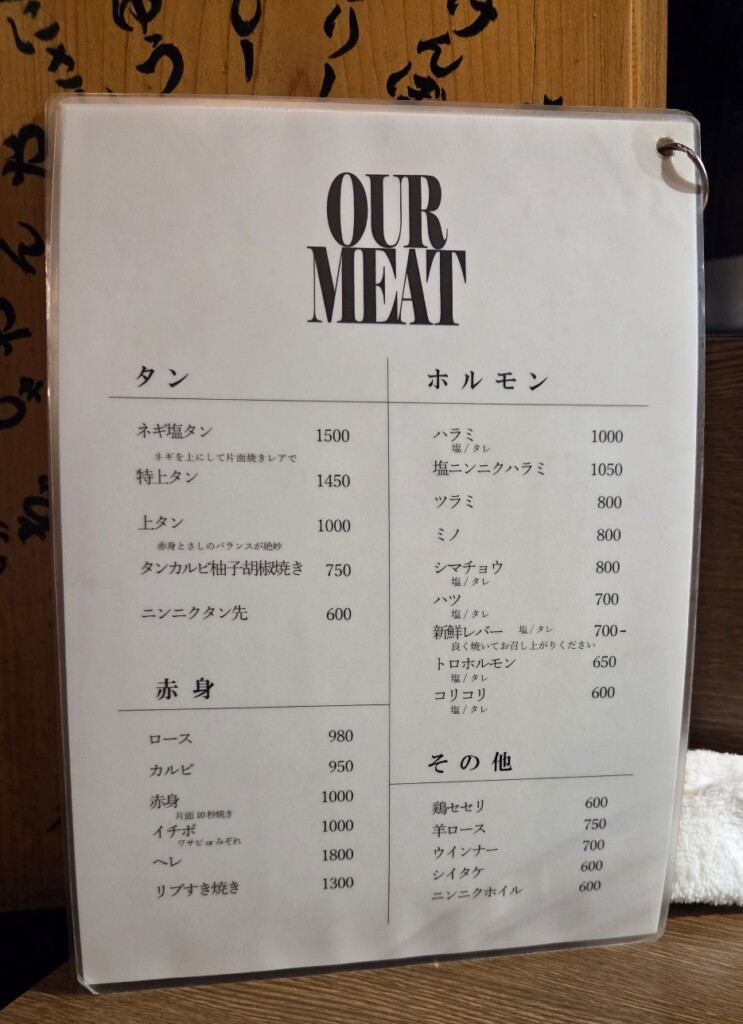 OUR
MEAT
タン
ネギ塩タン 1500
ネギを上にして片面焼きレアで
特上タン 1450
上タン 1000
赤身とさしのバランスが絶妙
タンカルビ柚子胡椒焼き 750
ニンニクタン先 600
赤身
ロース 980
カルビ 950
赤身 1000
片面10秒焼き
イチボ 1000
ワサビ or みぞれ
ヘレ 1800
リブすき焼き 1300
ホルモン
ハラミ 1000
塩/タレ
塩ニンニクハラミ 1050
ツラミ 800
ミノ 800
シマチョウ 800
塩/タレ
ハツ 700
塩/タレ
新鮮レバー 塩/タレ 700-
良く焼いてお召し上がりください
トロホルモン 650
塩/タレ
コリコリ 600
塩/タレ
その他
鶏セセリ 600
羊ロース 750
ウインナー 700
シイタケ 600
ニンニクホイル 600